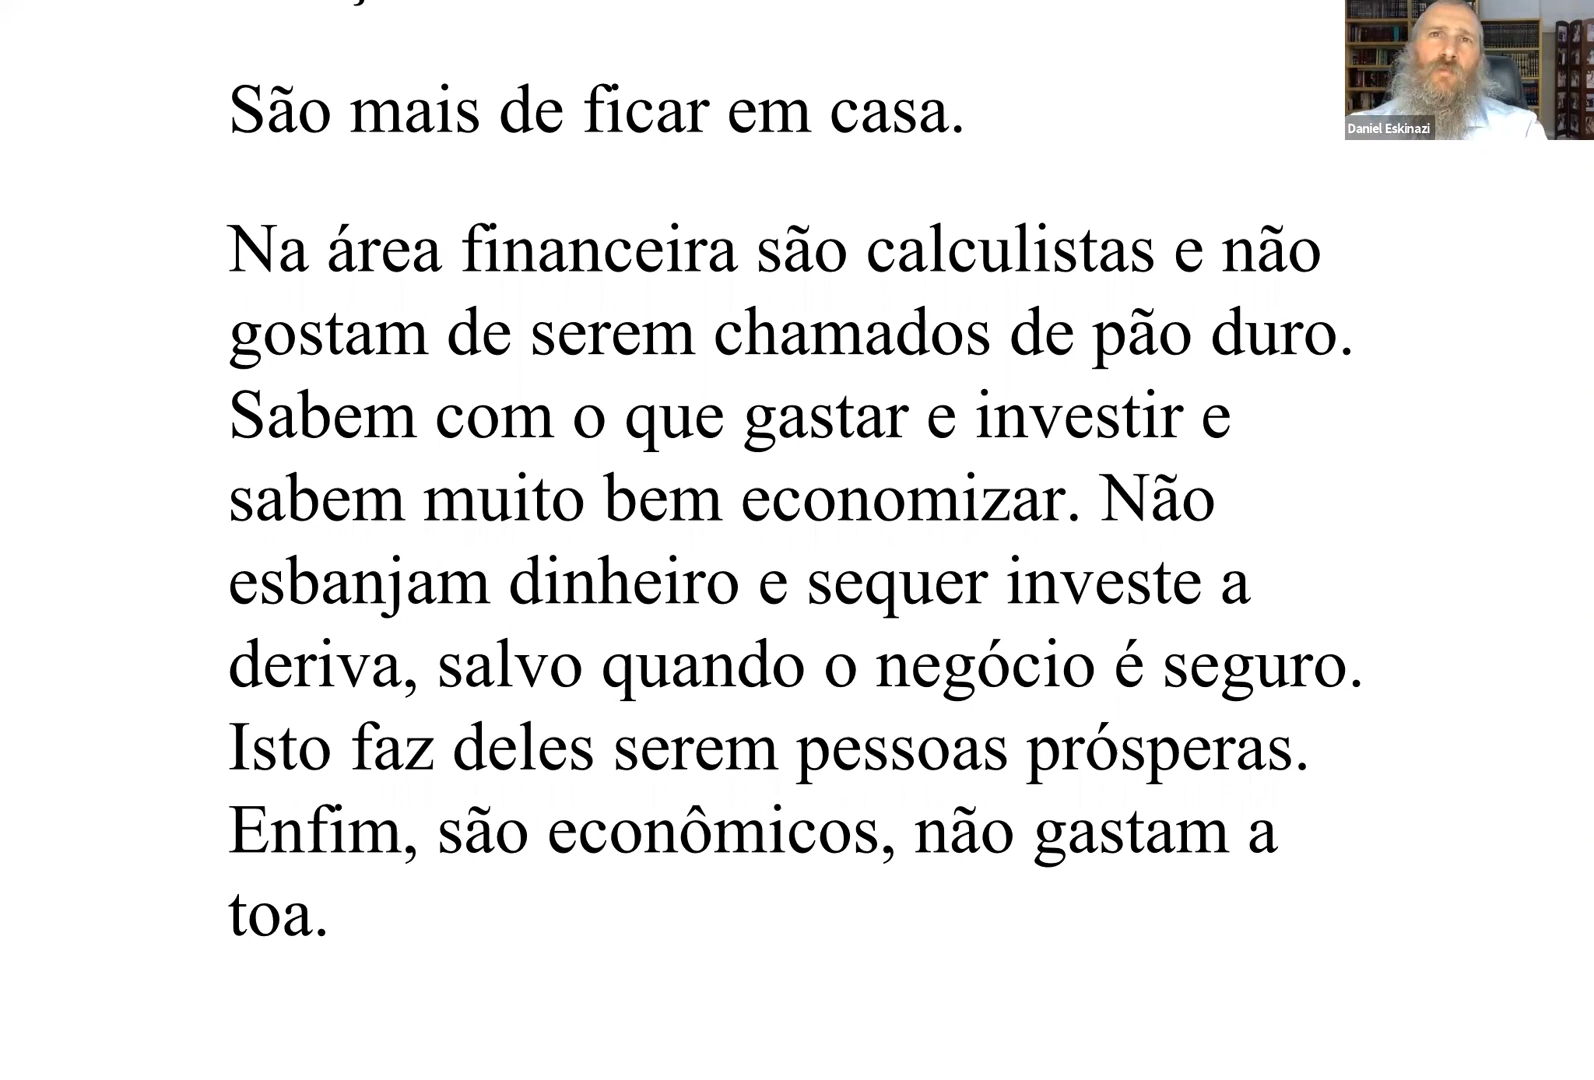 São mais de ficar em casa.
Daniel Eskinazi
Na área financeira são calculistas e não
gostam de serem chamados de pão duro.
Sabem com o que gastar e investir e
sabem muito bem economizar. Não
esbanjam dinheiro e sequer investe a
deriva, salvo quando o negócio é seguro.
Isto faz deles serem pessoas prósperas.
Enfim, são econômicos, não gastam a
toa.